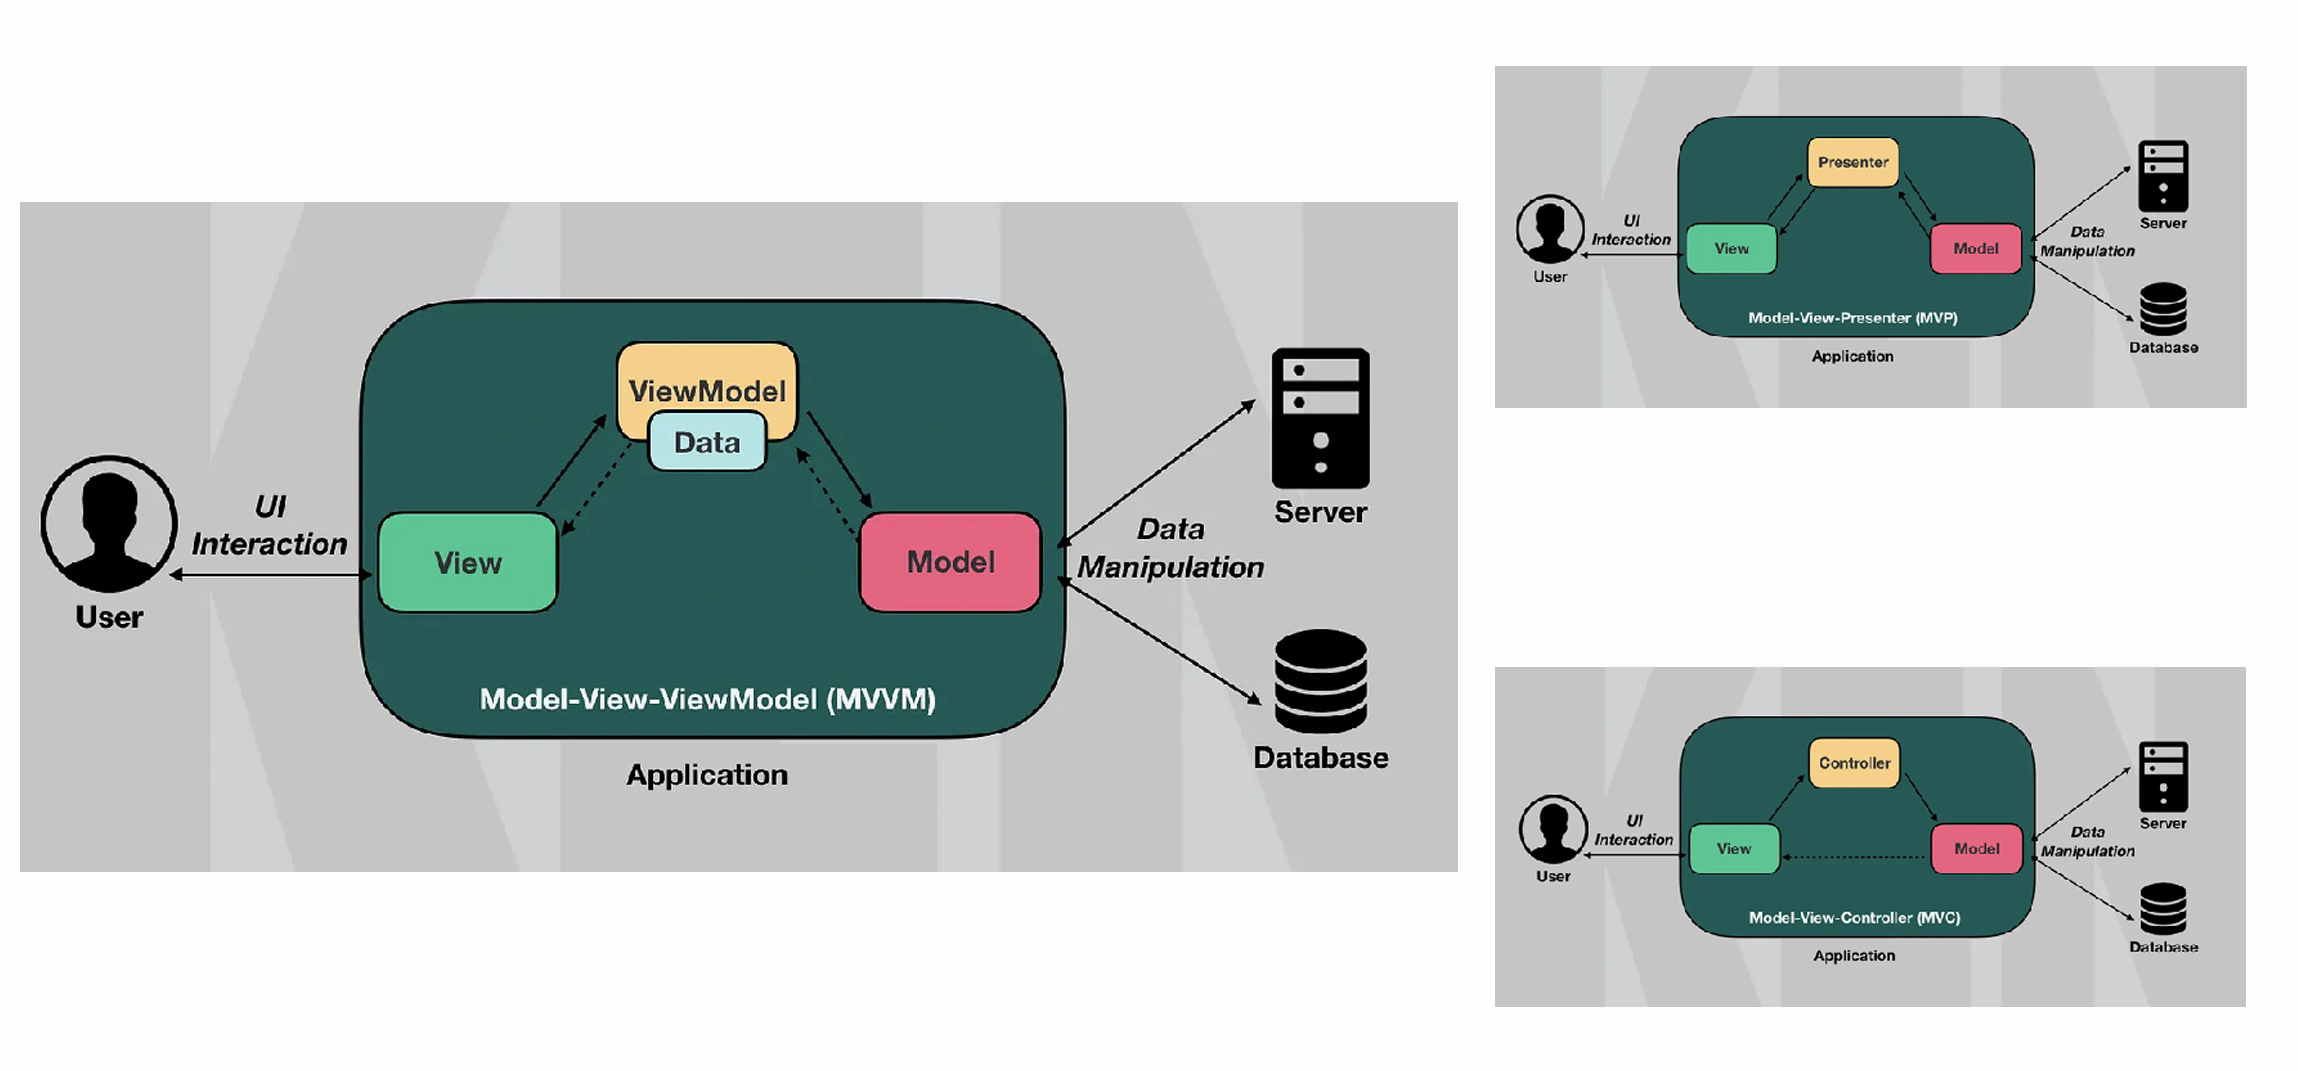 ViewModel
Data
UI
Interaction
View
Model
Data
Manipulation
User
Server
Database
Model-View-ViewModel (MVVM)
Application
Presenter
UI
Interaction
View
Model
Data
Manipulation
User
Server
Database
Model-View-Presenter (MVP)
Application
Controller
UI
Interaction
View
Model
Data
Manipulation
User
Server
Database
Model-View-Controller (MVC)
Application